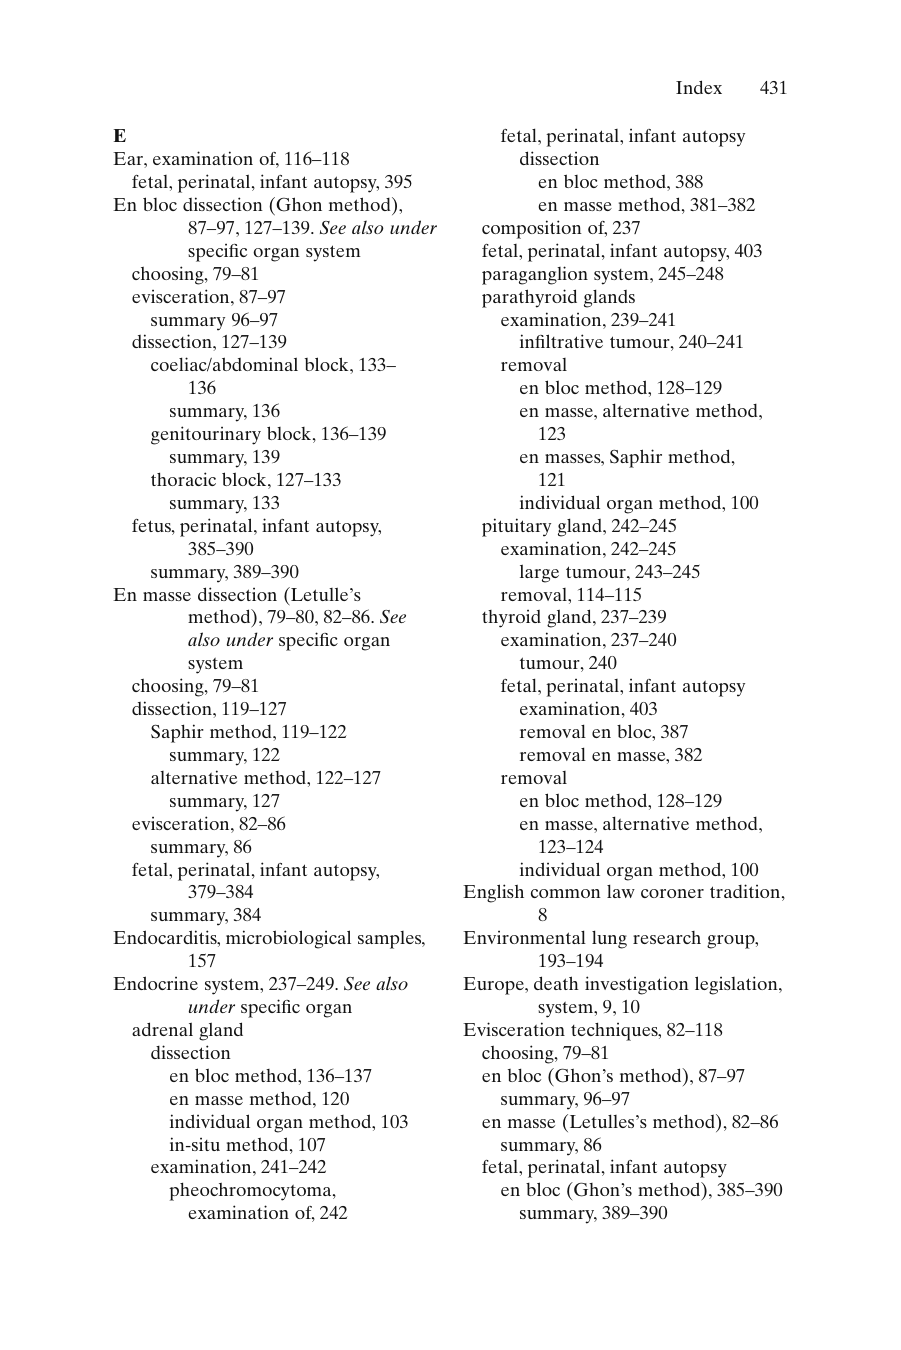 Index 431
E
Ear, examination of, 116–118
fetal, perinatal, infant autopsy, 395
En bloc dissection (Ghon method),
87–97, 127–139. See also under
specific organ system
choosing, 79–81
evisceration, 87–97
summary 96–97
dissection, 127–139
coeliac/abdominal block, 133–
136
summary, 136
genitourinary block, 136–139
summary, 139
thoracic block, 127–133
summary, 133
fetus, perinatal, infant autopsy,
385–390
summary, 389–390
En masse dissection (Letulle’s
method), 79–80, 82–86. See
also under specific organ
system
choosing, 79–81
dissection, 119–127
Saphir method, 119–122
summary, 122
alternative method, 122–127
summary, 127
evisceration, 82–86
summary, 86
fetal, perinatal, infant autopsy,
379–384
summary, 384
Endocarditis, microbiological samples,
157
Endocrine system, 237–249. See also
under specific organ
adrenal gland
dissection
en bloc method, 136–137
en masse method, 120
individual organ method, 103
in-situ method, 107
examination, 241–242
pheochromocytoma,
examination of, 242
fetal, perinatal, infant autopsy
dissection
en bloc method, 388
en masse method, 381–382
composition of, 237
fetal, perinatal, infant autopsy, 403
paraganglion system, 245–248
parathyroid glands
examination, 239–241
infiltrative tumour, 240–241
removal
en bloc method, 128–129
en masse, alternative method,
123
en masses, Saphir method,
121
individual organ method, 100
pituitary gland, 242–245
examination, 242–245
large tumour, 243–245
removal, 114–115
thyroid gland, 237–239
examination, 237–240
tumour, 240
fetal, perinatal, infant autopsy
examination, 403
removal en bloc, 387
removal en masse, 382
removal
en bloc method, 128–129
en masse, alternative method,
123–124
individual organ method, 100
English common law coroner tradition,
8
Environmental lung research group,
193–194
Europe, death investigation legislation,
system, 9, 10
Evisceration techniques, 82–118
choosing, 79–81
en bloc (Ghon’s method), 87–97
summary, 96–97
en masse (Letulles’s method), 82–86
summary, 86
fetal, perinatal, infant autopsy
en bloc (Ghon’s method), 385–390
summary, 389–390